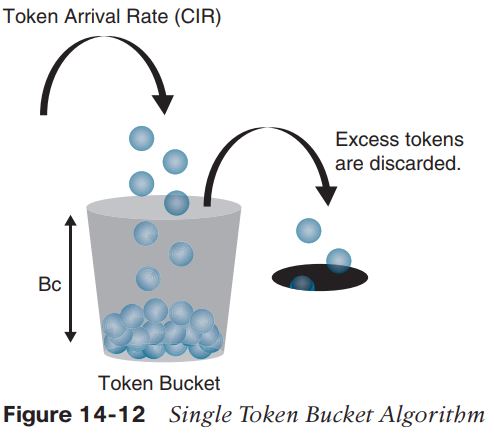 Token Arrival Rate (CIR)
Excess tokens
are discarded.
Bc
Token Bucket
Figure 14-12 Single Token Bucket Algorithm